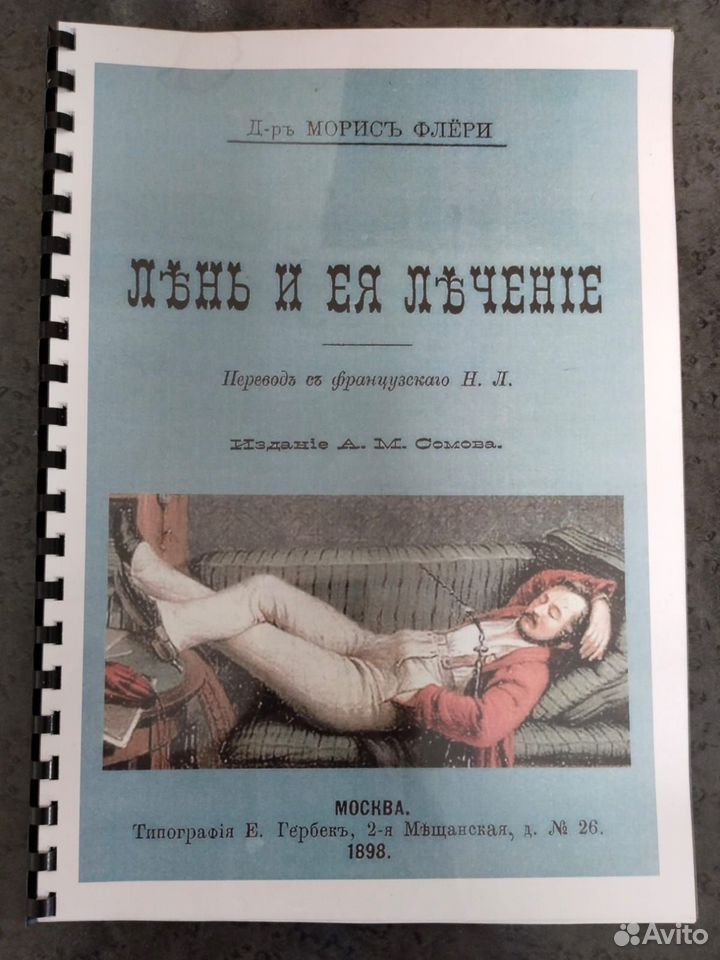 Д-ръ МОРИСЪ ФЛЁРИ
ЛѢНЬ И ЕЯ ЛѢЧЕНІЕ
Переводъ съ французскаго Н. Л.
Изданіе А. М. Сомова.
МОСКВА.
Типографія Е. Гербекъ, 2-я Мѣщанская, д. № 26.
1898.
Avito